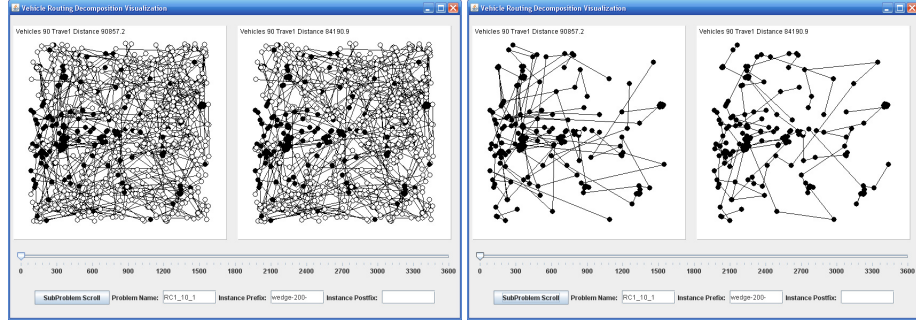 Vehicle Routing Decomposition Visualization
Vehicles 90 Travel Distance 90857.2 Vehicles 90 Travel Distance 84190.9
0 300 600 900 1200 1500 1800 2100 2400 2700 3000 3300 3600
SubProblem Scroll Problem Name: RC1_10_1 Instance Prefix: wedge-200- Instance Postfix:
Vehicle Routing Decomposition Visualization
Vehicles 90 Travel Distance 90857.2 Vehicles 90 Travel Distance 84190.9
0 300 600 900 1200 1500 1800 2100 2400 2700 3000 3300 3600
SubProblem Scroll Problem Name: RC1_10_1 Instance Prefix: wedge-200- Instance Postfix: